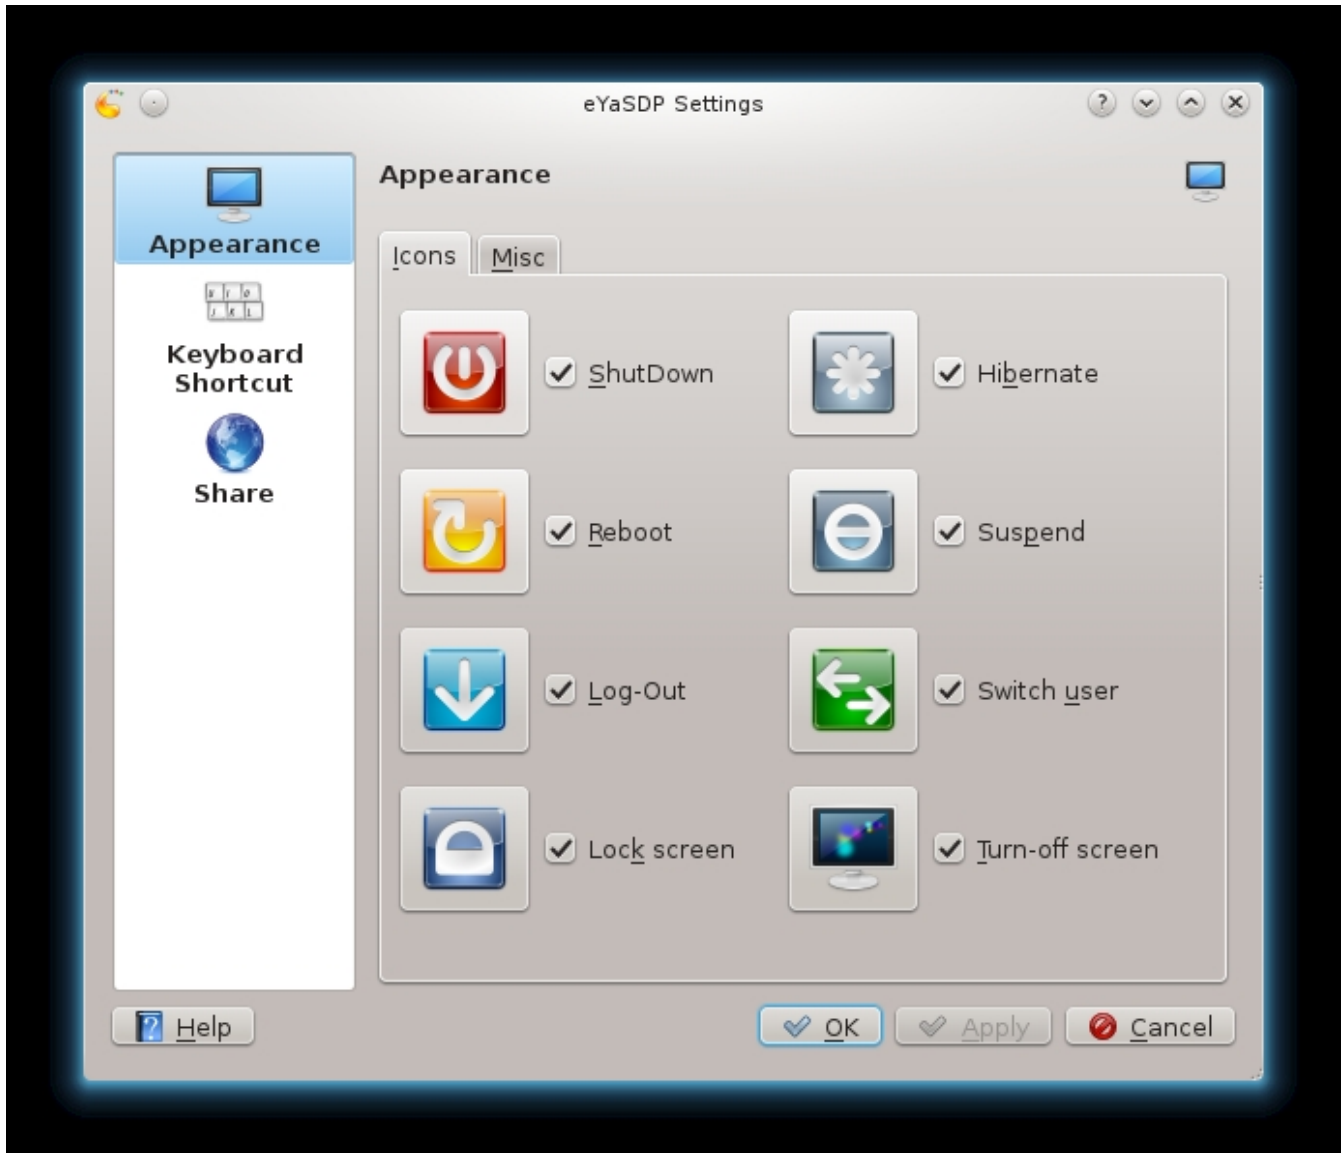 eYaSDP Settings
Appearance
Keyboard
Shortcut
Share
Appearance
Icons
Misc
ShutDown
Hibernate
Reboot
Suspend
Log-Out
Switch user
Lock screen
Turn-off screen
Help
OK
Apply
Cancel